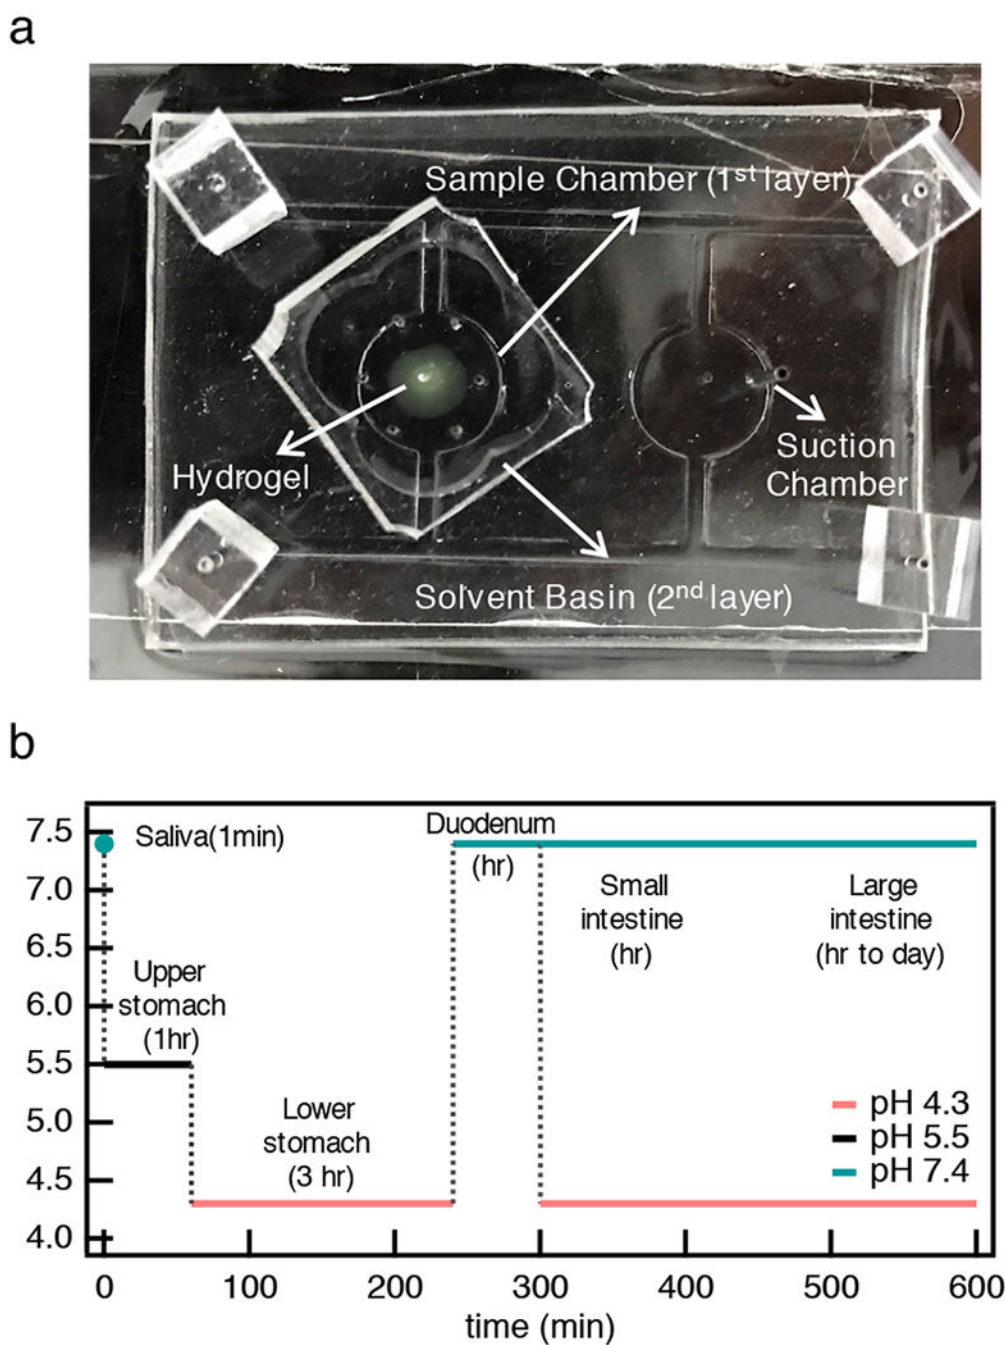 a
Sample Chamber (1st layer)
Hydrogel
Suction
Chamber
Solvent Basin (2nd layer)
b
7.5
7.0
6.5
6.0
5.5
5.0
4.5
4.0
Saliva(1min)
Upper
stomach
(1hr)
Lower
stomach
(3 hr)
Duodenum
(hr)
Small
intestine
(hr)
Large
intestine
(hr to day)
pH 4.3
pH 5.5
pH 7.4
0 100 200 300 400 500 600
time (min)